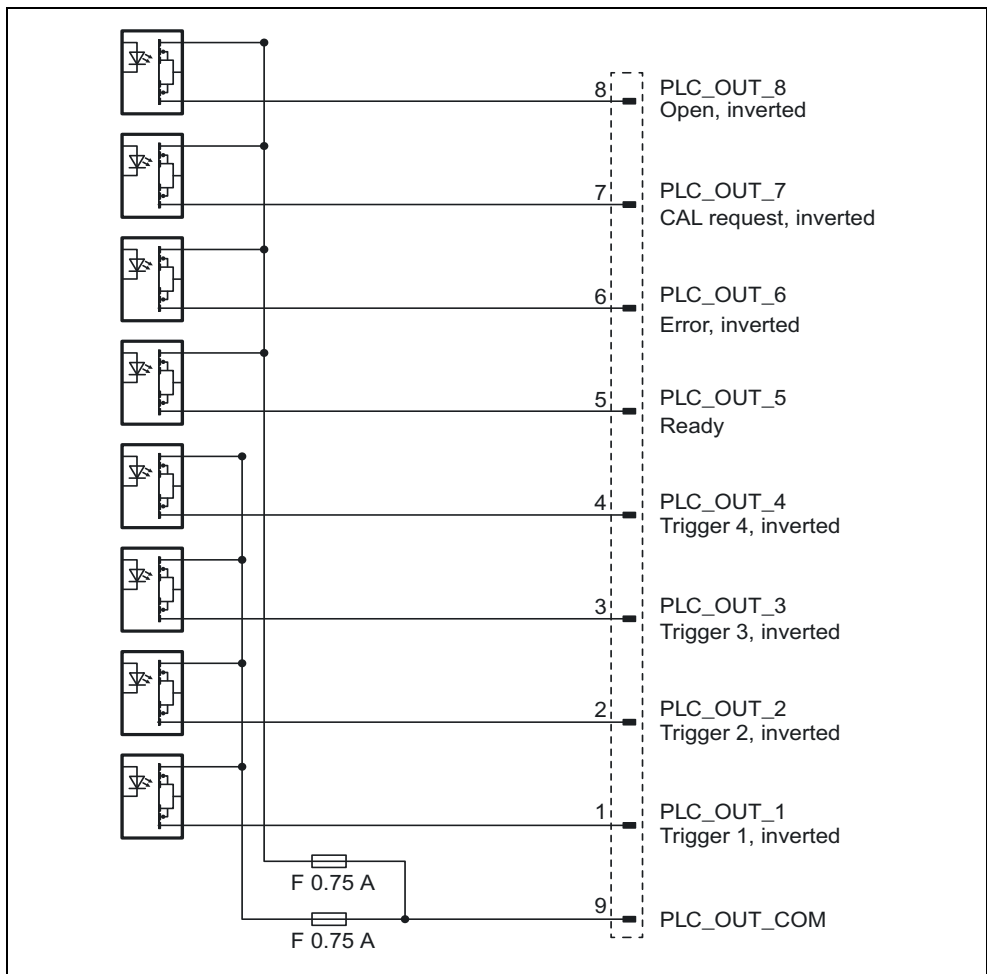 8
PLC_OUT_8
Open, inverted
7
PLC_OUT_7
CAL request, inverted
6
PLC_OUT_6
Error, inverted
5
PLC_OUT_5
Ready
4
PLC_OUT_4
Trigger 4, inverted
3
PLC_OUT_3
Trigger 3, inverted
2
PLC_OUT_2
Trigger 2, inverted
1
PLC_OUT_1
Trigger 1, inverted
F 0.75 A
9
PLC_OUT_COM
F 0.75 A